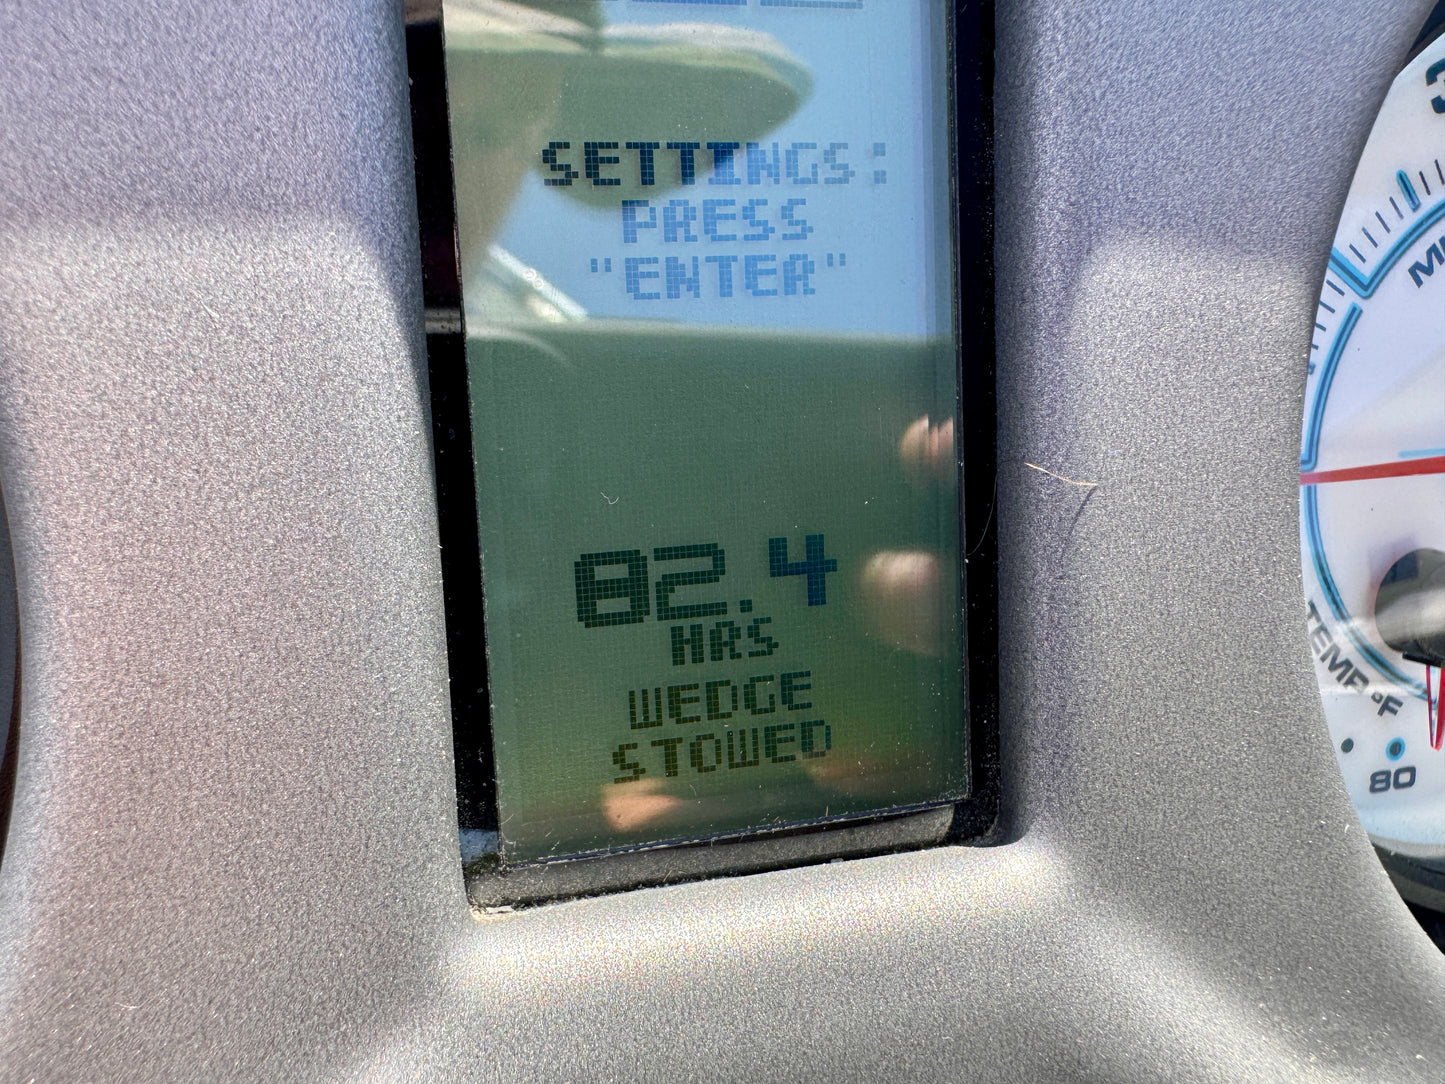 SETTINGS:
PRESS
"ENTER"
82.4
HRS
WEDGE
STOWED
TEMP °F
80